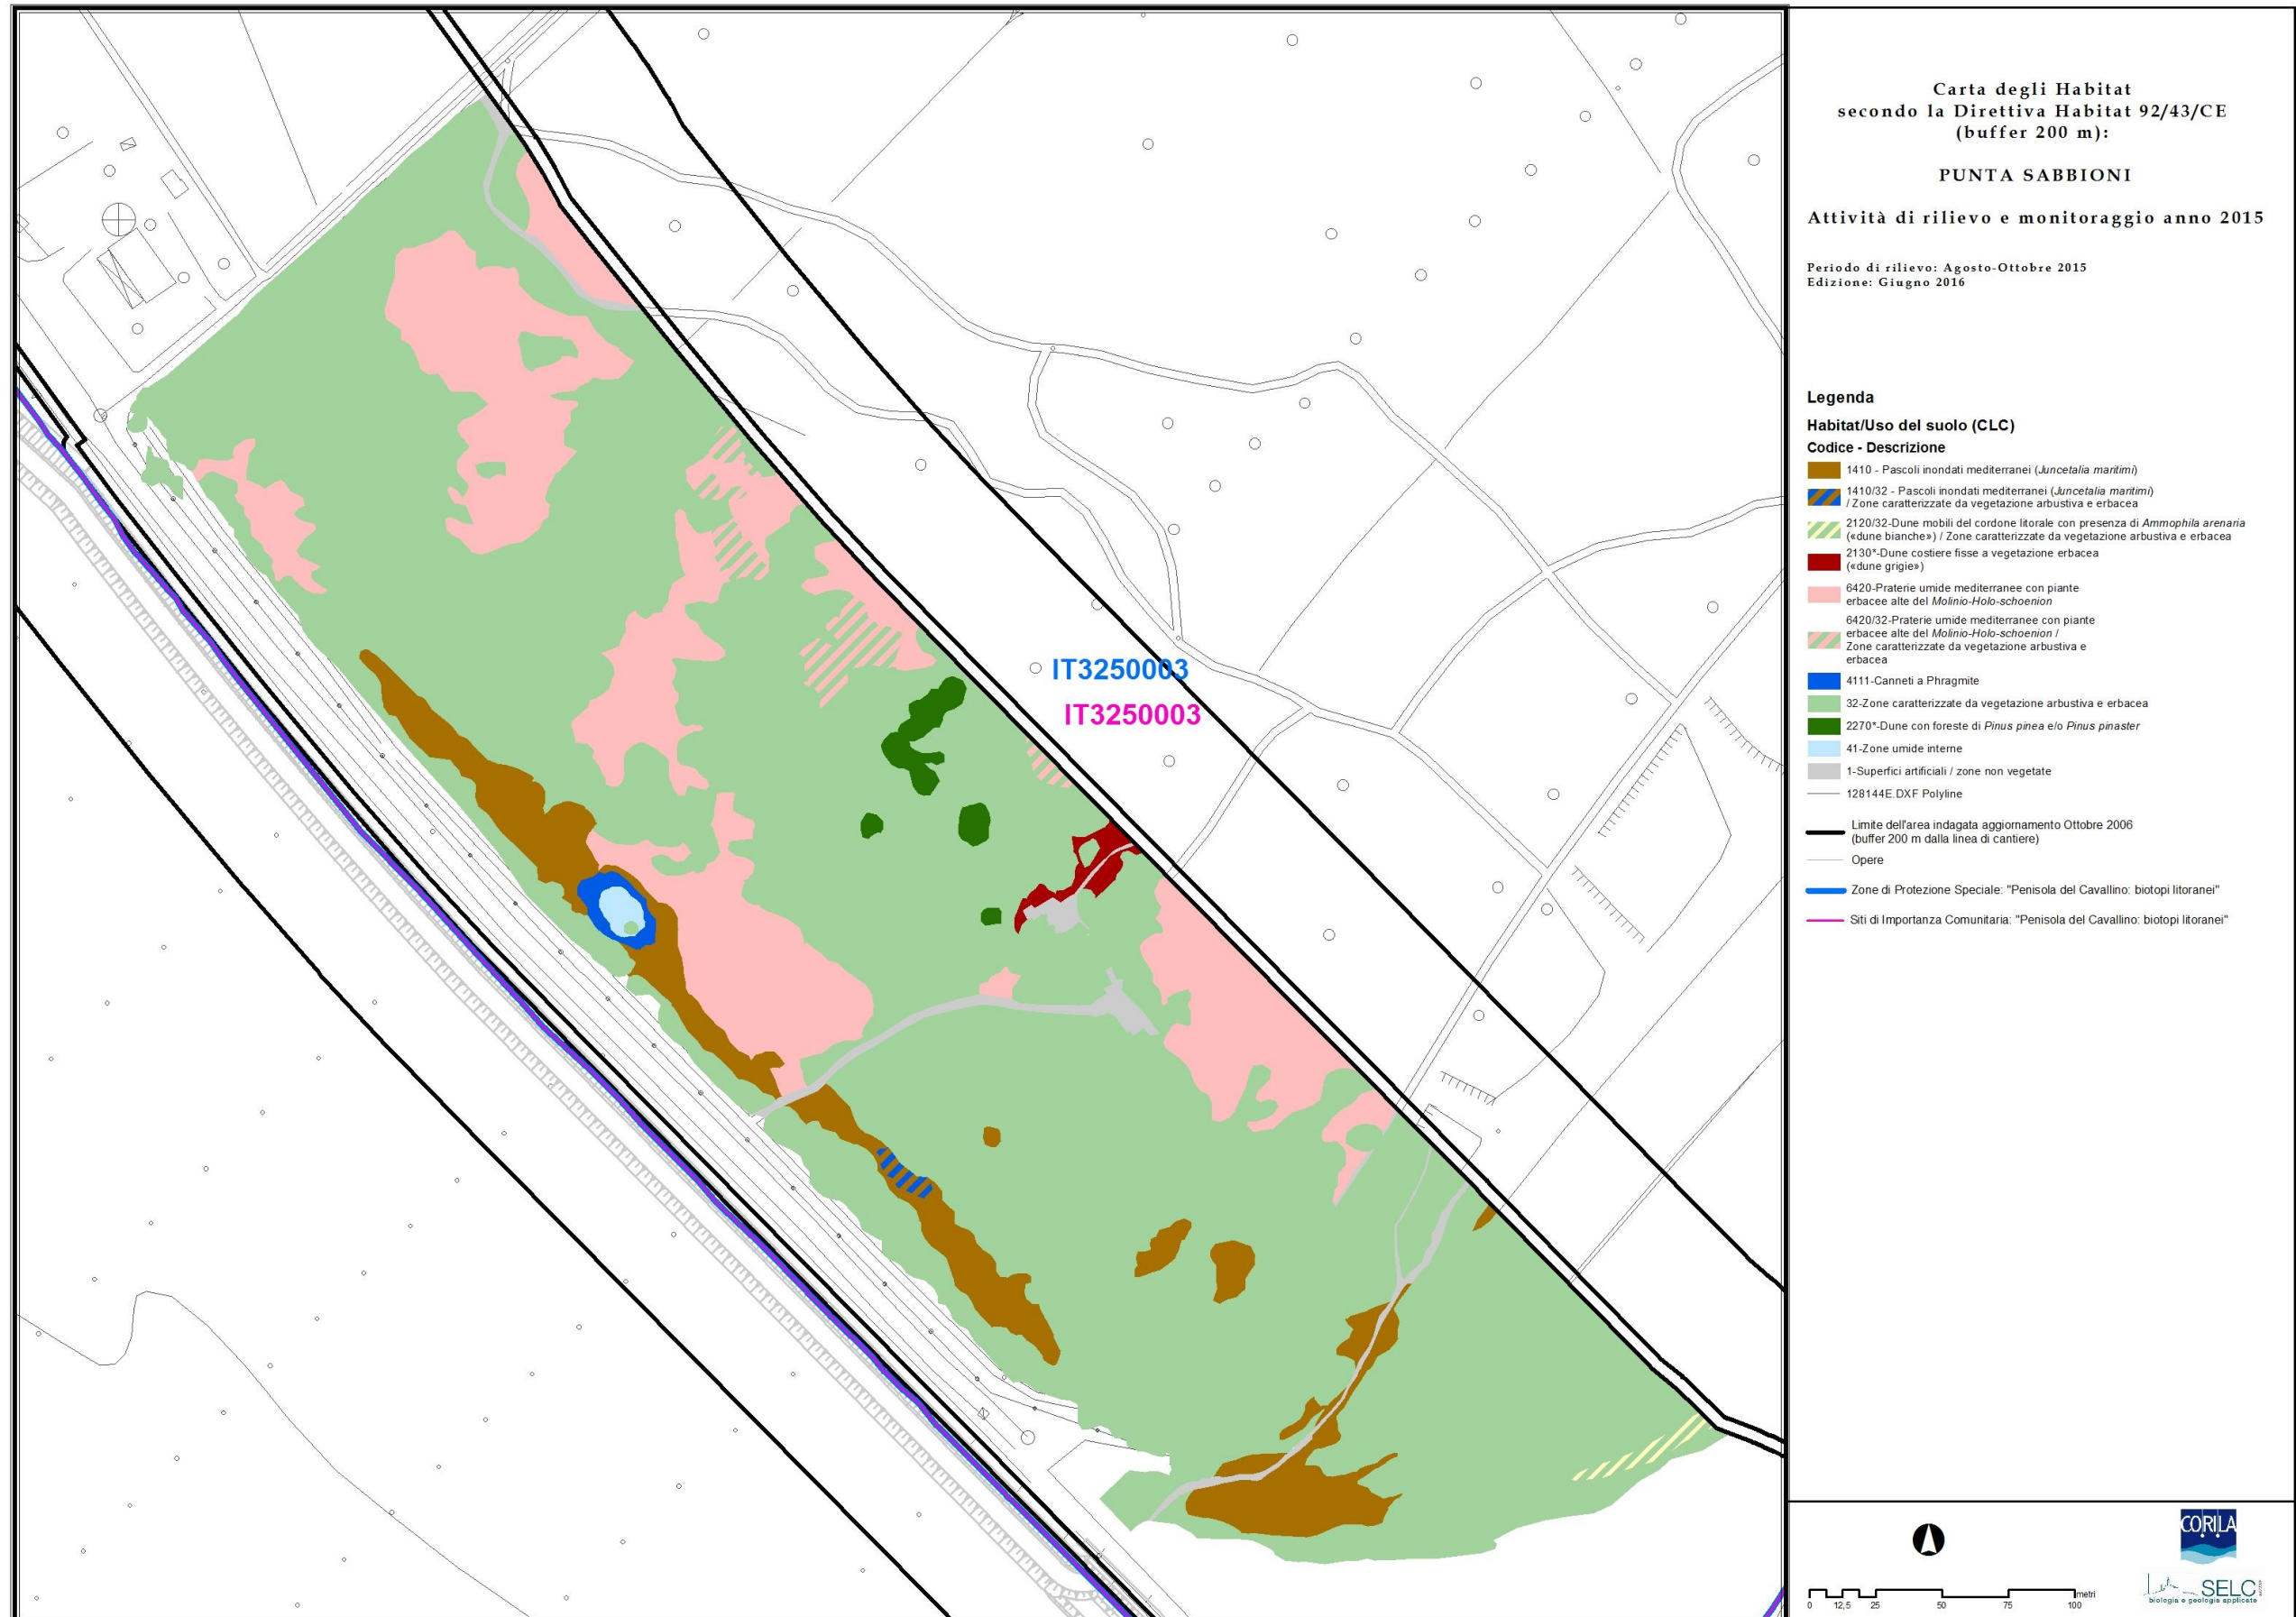 IT3250003
IT3250003
Carta degli Habitat
secondo la Direttiva Habitat 92/43/CE
(buffer 200 m):
PUNTA SABBIONI
Attività di rilievo e monitoraggio anno 2015
Periodo di rilievo: Agosto-Ottobre 2015
Edizione: Giugno 2016
Legenda
Habitat/Uso del suolo (CLC)
Codice - Descrizione
1410 - Pascoli inondati mediterranei (Juncetalia maritimi)
1410/32 - Pascoli inondati mediterranei (Juncetalia maritimi)
/ Zone caratterizzate da vegetazione arbustiva e erbacea
2120/32-Dune mobili del cordone litorale con presenza di Ammophila arenaria
(«dune bianche») / Zone caratterizzate da vegetazione arbustiva e erbacea
2130*-Dune costiere fisse a vegetazione erbacea
(«dune grigie»)
6420-Praterie umide mediterranee con piante
erbacee alte del Molinio-Holo-schoenion
6420/32-Praterie umide mediterranee con piante
erbacee alte del Molinio-Holo-schoenion /
Zone caratterizzate da vegetazione arbustiva e
erbacea
4111-Canneti a Phragmite
32-Zone caratterizzate da vegetazione arbustiva e erbacea
2270*-Dune con foreste di Pinus pinea e/o Pinus pinaster
41-Zone umide interne
1-Superfici artificiali / zone non vegetate
128144E.DXF Polyline
Limite dell'area indagata aggiornamento Ottobre 2006
(buffer 200 m dalla linea di cantiere)
Opere
Zone di Protezione Speciale: "Penisola del Cavallino: biotopi litoranei"
Siti di Importanza Comunitaria: "Penisola del Cavallino: biotopi litoranei"
CORILA
metri
0 12,5 25 50 75 100
SELC
biologia e geologia applicate